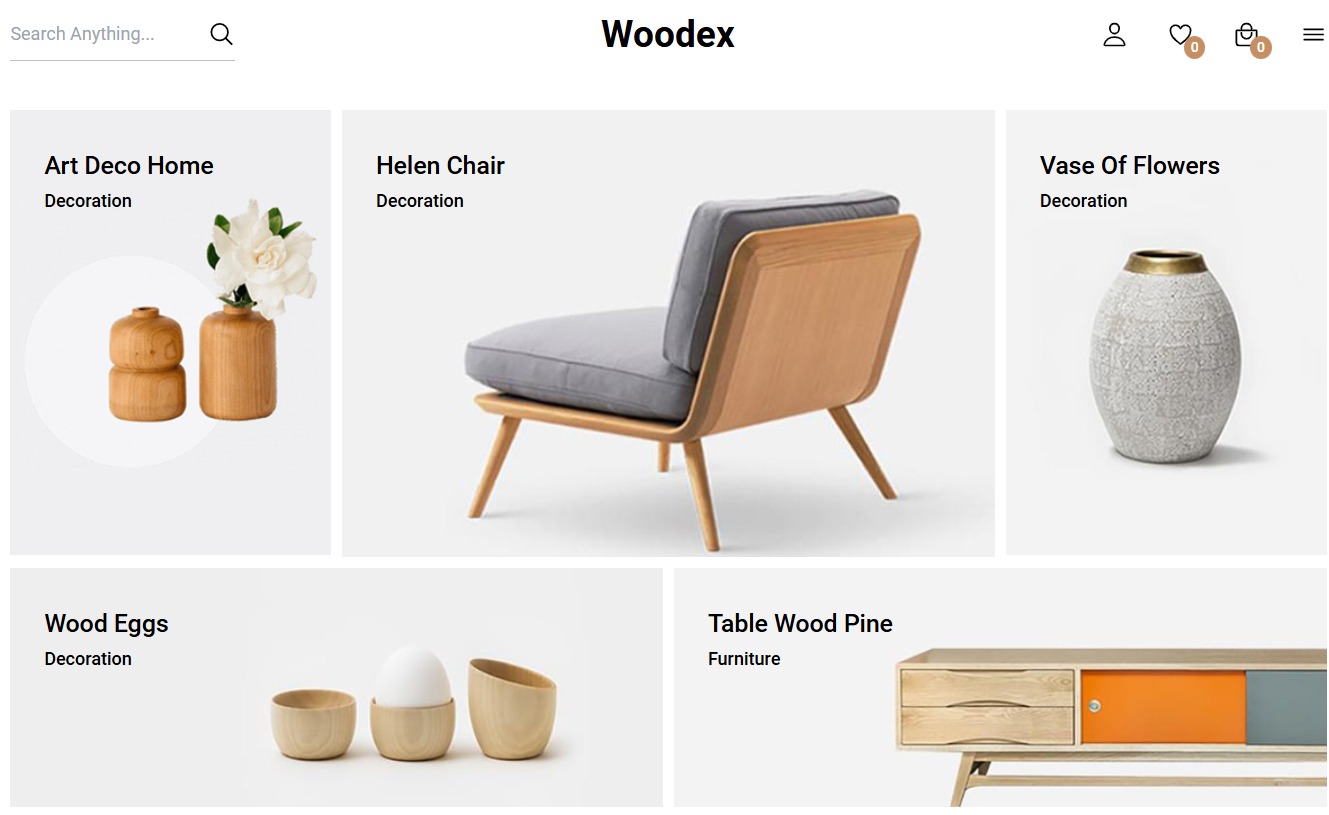 Search Anything...
Woodex
0
0
Art Deco Home
Decoration
Helen Chair
Decoration
Vase Of Flowers
Decoration
Wood Eggs
Decoration
Table Wood Pine
Furniture